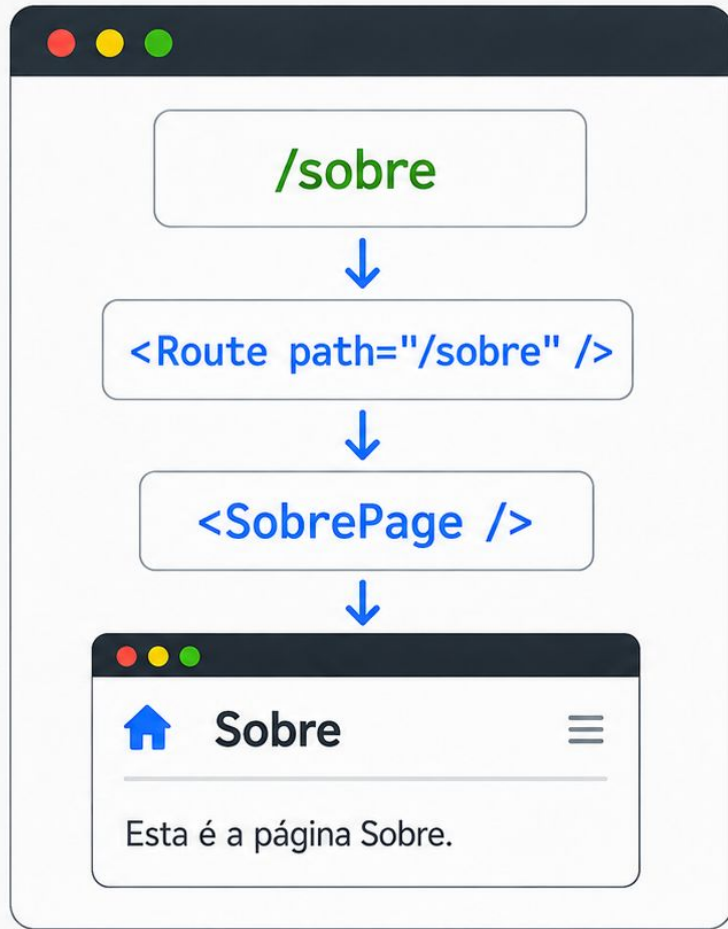 /sobre
<Route path="/sobre" />
<SobrePage />
Sobre
Esta é a página Sobre.